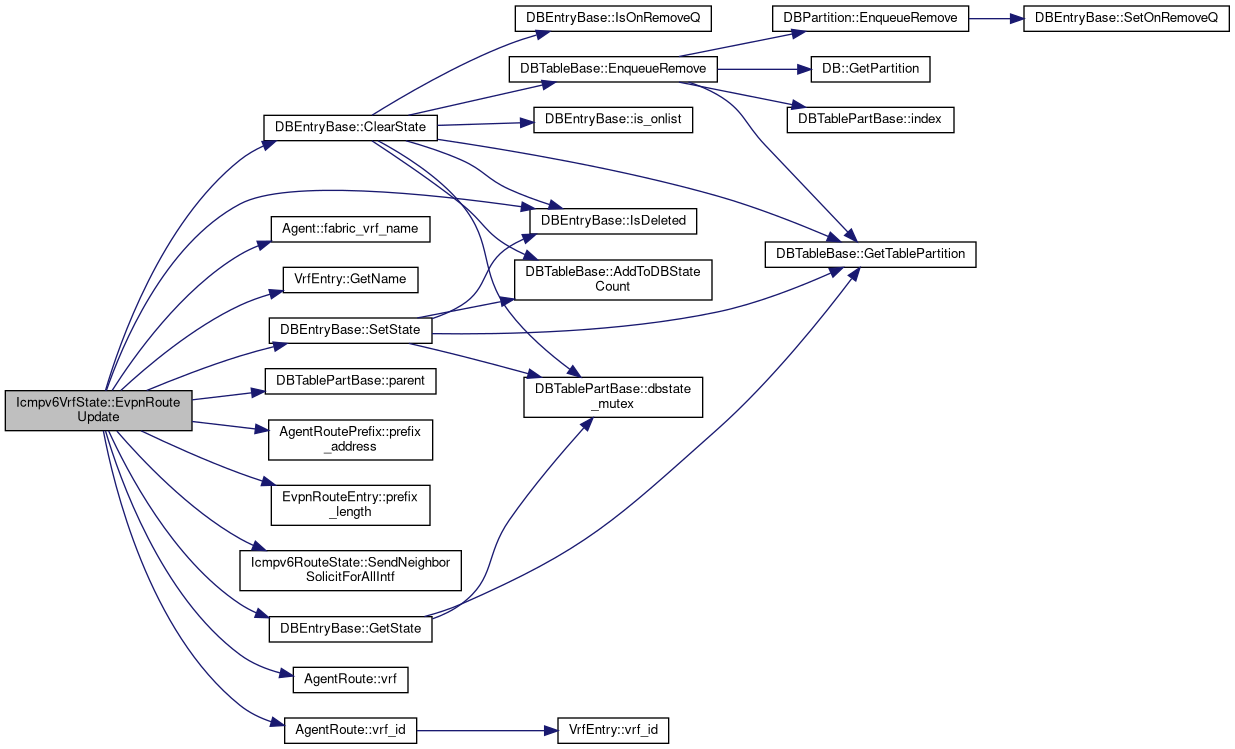 Icmpv6VrfState::EvpnRoute
Update
DBEntryBase::ClearState
Agent::fabric_vrf_name
VrfEntry::GetName
DBEntryBase::SetState
DBTablePartBase::parent
AgentRoutePrefix::prefix
_address
EvpnRouteEntry::prefix
_length
Icmpv6RouteState::SendNeighbor
SolicitForAllIntf
DBEntryBase::GetState
AgentRoute::vrf
AgentRoute::vrf_id
DBEntryBase::IsOnRemoveQ
DBTableBase::EnqueueRemove
DBEntryBase::is_onlist
DBEntryBase::IsDeleted
DBTableBase::AddToDBState
Count
DBTablePartBase::dbstate
_mutex
VrfEntry::vrf_id
DBPartition::EnqueueRemove
DB::GetPartition
DBTablePartBase::index
DBTableBase::GetTablePartition
DBEntryBase::SetOnRemoveQ